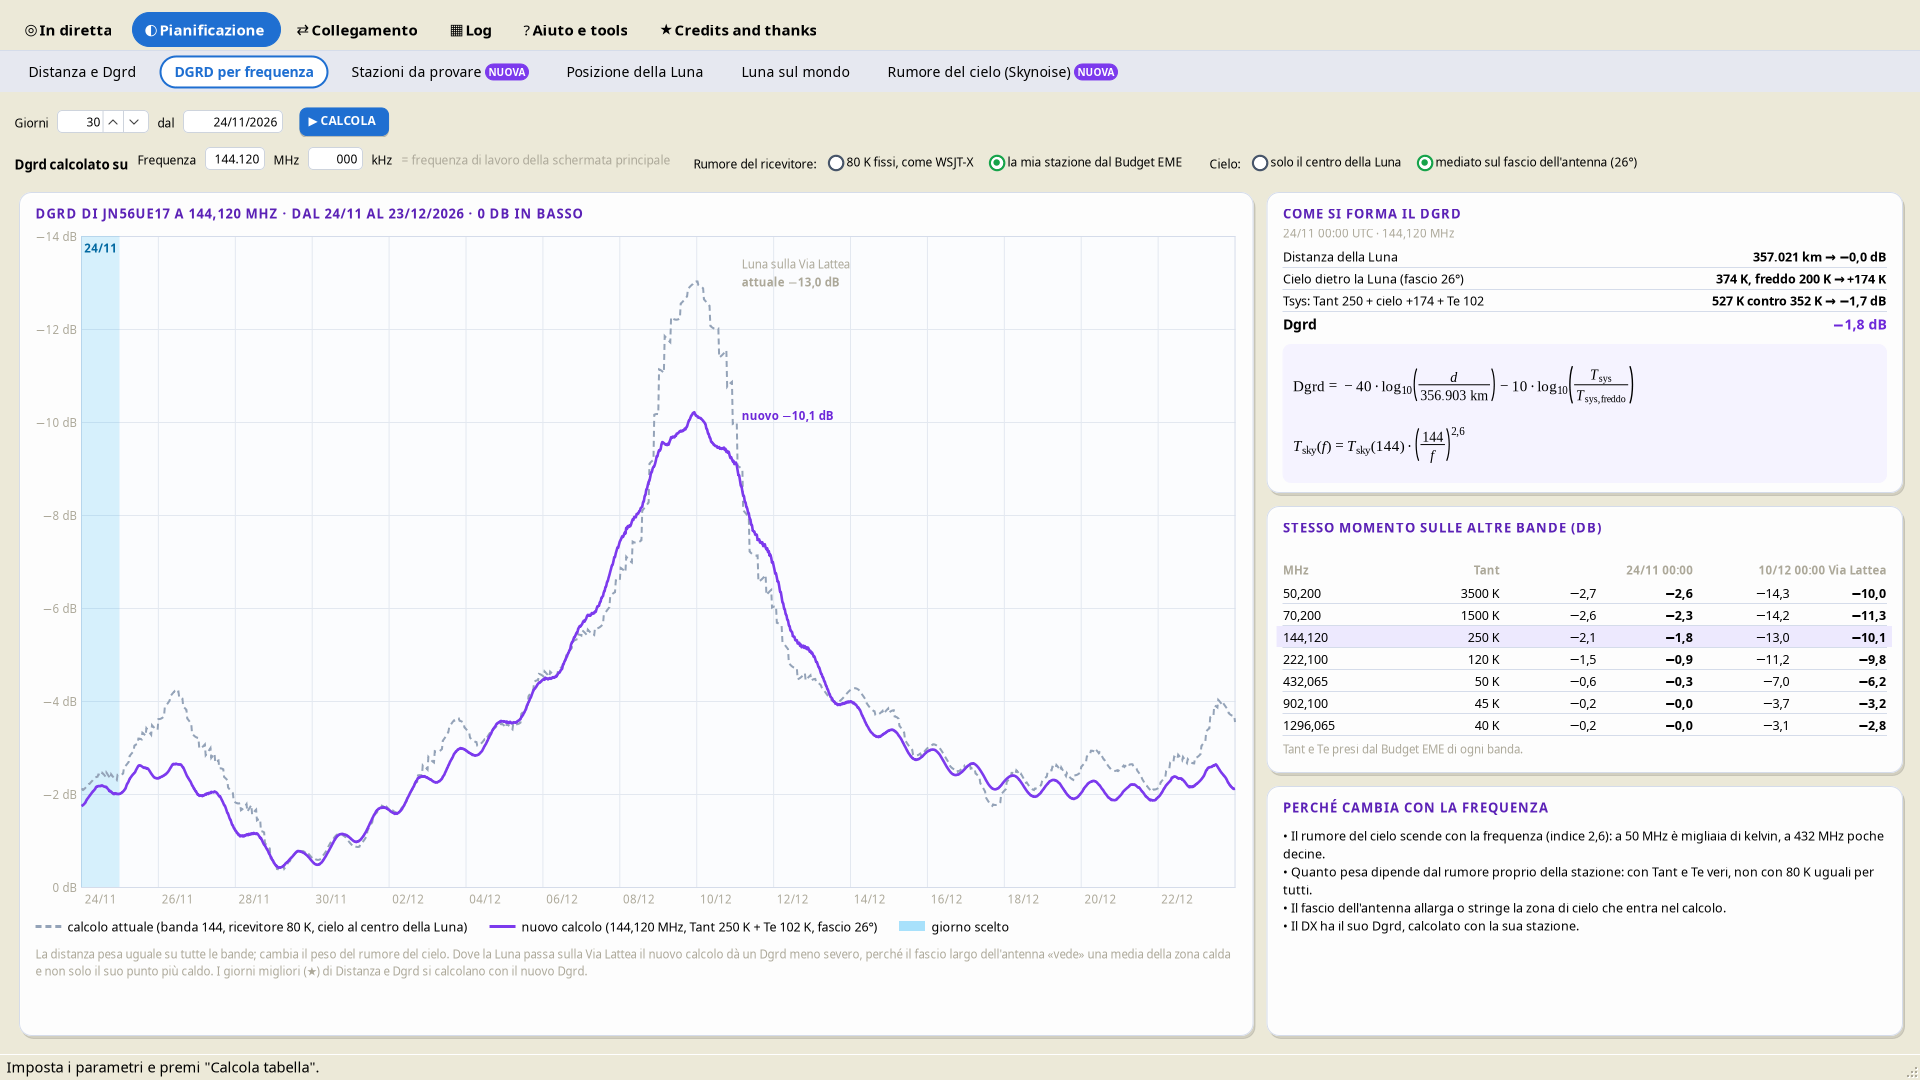 ◎ In diretta ◐ Pianificazione ⇄ Collegamento ▦ Log ? Aiuto e tools ★ Credits and thanks
Distanza e Dgrd DGRD per frequenza Stazioni da provare NUOVA Posizione della Luna Luna sul mondo Rumore del cielo (Skynoise) NUOVA
Giorni 30 dal 24/11/2026 ▶ CALCOLA
Dgrd calcolato su Frequenza 144.120 MHz 000 kHz = frequenza di lavoro della schermata principale Rumore del ricevitore: 80 K fissi, come WSJT-X la mia stazione dal Budget EME Cielo: solo il centro della Luna mediato sul fascio dell'antenna (26°)
DGRD DI JN56UE17 A 144,120 MHZ · DAL 24/11 AL 23/12/2026 · 0 DB IN BASSO
−14 dB
24/11
Luna sulla Via Lattea
attuale −13,0 dB
−12 dB
nuovo −10,1 dB
−10 dB
−8 dB
−6 dB
−4 dB
−2 dB
0 dB
24/11 26/11 28/11 30/11 02/12 04/12 06/12 08/12 10/12 12/12 14/12 16/12 18/12 20/12 22/12
calcolo attuale (banda 144, ricevitore 80 K, cielo al centro della Luna) nuovo calcolo (144,120 MHz, Tant 250 K + Te 102 K, fascio 26°) giorno scelto
La distanza pesa uguale su tutte le bande; cambia il peso del rumore del cielo. Dove la Luna passa sulla Via Lattea il nuovo calcolo dà un Dgrd meno severo, perché il fascio largo dell'antenna «vede» una media della zona calda
e non solo il suo punto più caldo. I giorni migliori (★) di Distanza e Dgrd si calcolano con il nuovo Dgrd.
COME SI FORMA IL DGRD
24/11 00:00 UTC · 144,120 MHz
Distanza della Luna 357.021 km → −0,0 dB
Cielo dietro la Luna (fascio 26°) 374 K, freddo 200 K → +174 K
Tsys: Tant 250 + cielo +174 + Te 102 527 K contro 352 K → −1,7 dB
Dgrd −1,8 dB
Dgrd = − 40 · log10(d / 356.903 km) − 10 · log10(Tsys / Tsys,freddo)
Tsky(f) = Tsky(144) · (144 / f)2,6
STESSO MOMENTO SULLE ALTRE BANDE (DB)
MHz Tant 24/11 00:00 10/12 00:00 Via Lattea
50,200 3500 K −2,7 −2,6 −14,3 −10,0
70,200 1500 K −2,6 −2,3 −14,2 −11,3
144,120 250 K −2,1 −1,8 −13,0 −10,1
222,100 120 K −1,5 −0,9 −11,2 −9,8
432,065 50 K −0,6 −0,3 −7,0 −6,2
902,100 45 K −0,2 −0,0 −3,7 −3,2
1296,065 40 K −0,2 −0,0 −3,1 −2,8
Tant e Te presi dal Budget EME di ogni banda.
PERCHÉ CAMBIA CON LA FREQUENZA
• Il rumore del cielo scende con la frequenza (indice 2,6): a 50 MHz è migliaia di kelvin, a 432 MHz poche
decine.
• Quanto pesa dipende dal rumore proprio della stazione: con Tant e Te veri, non con 80 K uguali per
tutti.
• Il fascio dell'antenna allarga o stringe la zona di cielo che entra nel calcolo.
• Il DX ha il suo Dgrd, calcolato con la sua stazione.
Imposta i parametri e premi "Calcola tabella".